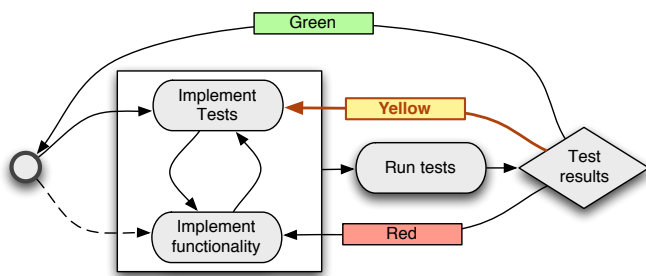 Green
Implement
Tests
Yellow
Run tests
Test
results
Implement
functionality
Red